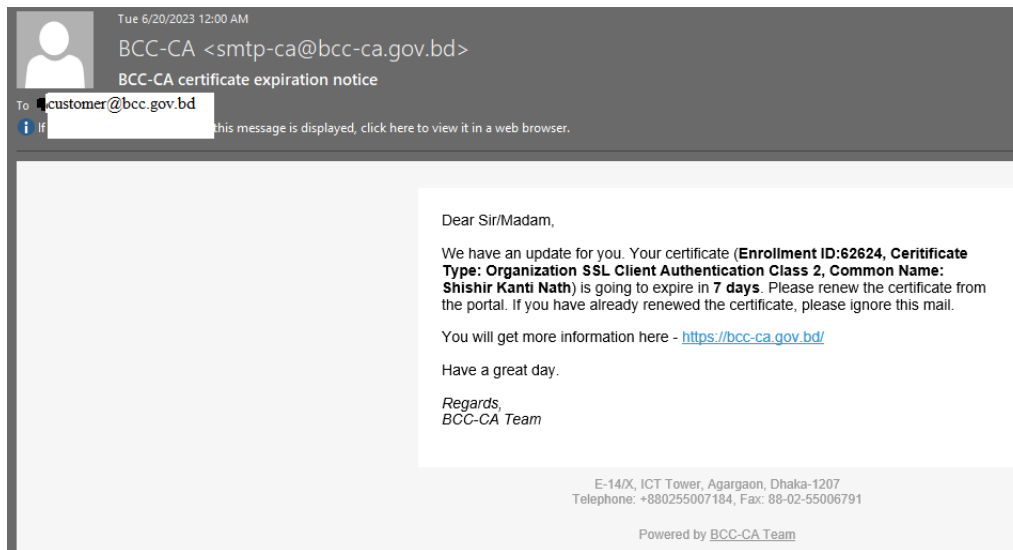 Tue 6/20/2023 12:00 AM
BCC-CA <smtp-ca@bcc-ca.gov.bd>
BCC-CA certificate expiration notice
To customer@bcc.gov.bd
If this message is displayed, click here to view it in a web browser.
Dear Sir/Madam,
We have an update for you. Your certificate (Enrollment ID:62624, Ceritificate
Type: Organization SSL Client Authentication Class 2, Common Name:
Shishir Kanti Nath) is going to expire in 7 days. Please renew the certificate from
the portal. If you have already renewed the certificate, please ignore this mail.
You will get more information here - https://bcc-ca.gov.bd/
Have a great day.
Regards,
BCC-CA Team
E-14/X, ICT Tower, Agargaon, Dhaka-1207
Telephone: +880255007184, Fax: 88-02-55006791
Powered by BCC-CA Team